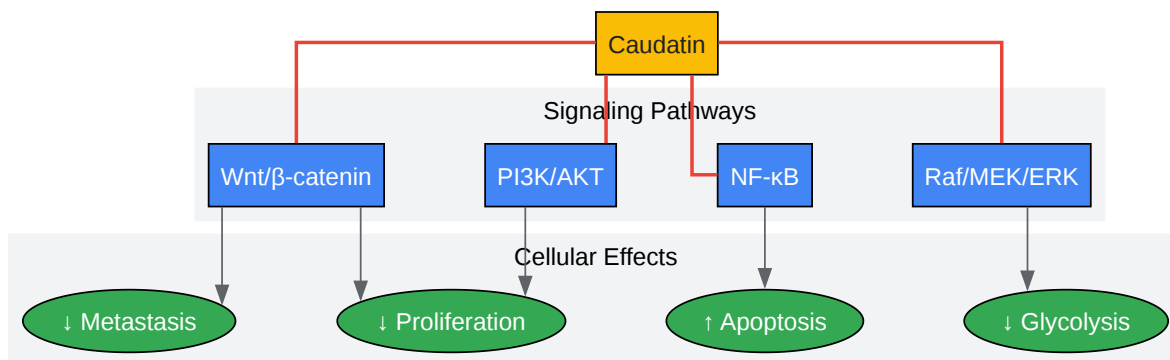 Caudatin
Signaling Pathways
Wnt/β-catenin
PI3K/AKT
NF-κB
Raf/MEK/ERK
Cellular Effects
↓ Metastasis
↓ Proliferation
↑ Apoptosis
↓ Glycolysis